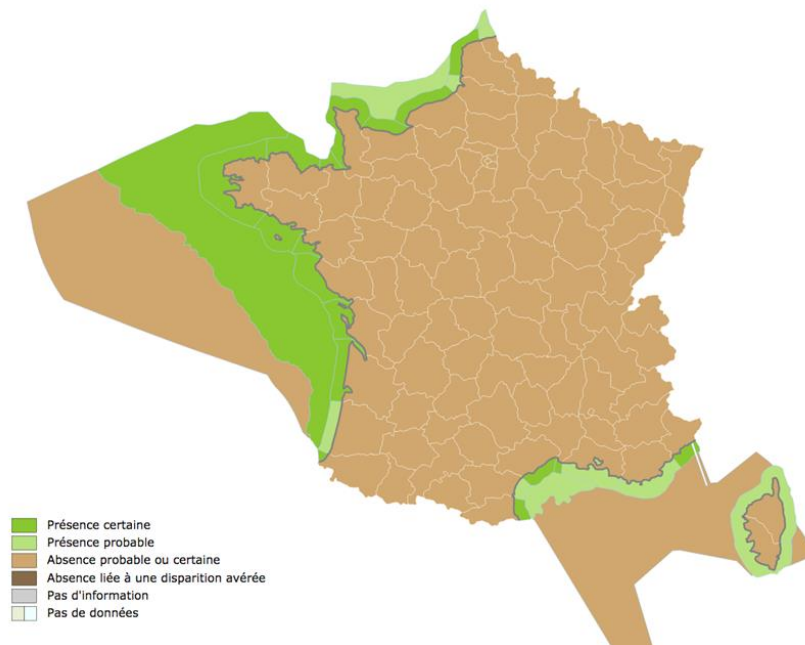 Présence certaine
Présence probable
Absence probable ou certaine
Absence liée à une disparition avérée
Pas d'information
Pas de données